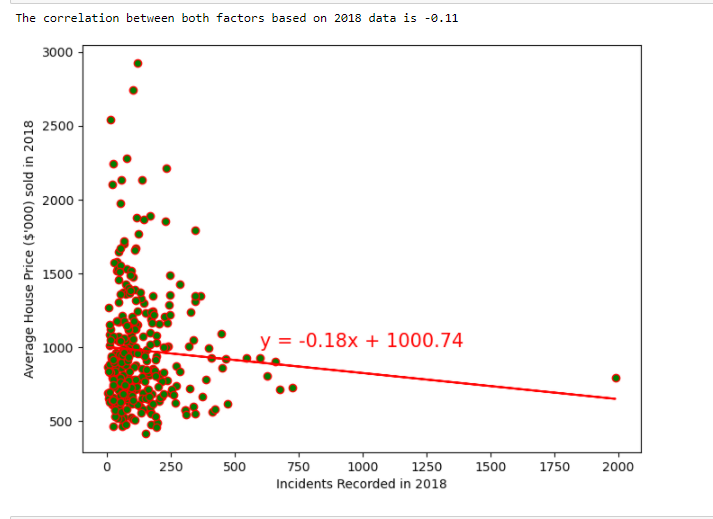 The correlation between both factors based on 2018 data is -0.11
3000
2500
2000
1500
1000
500
Average House Price ($'000) sold in 2018
y = -0.18x + 1000.74
0 250 500 750 1000 1250 1500 1750 2000
Incidents Recorded in 2018